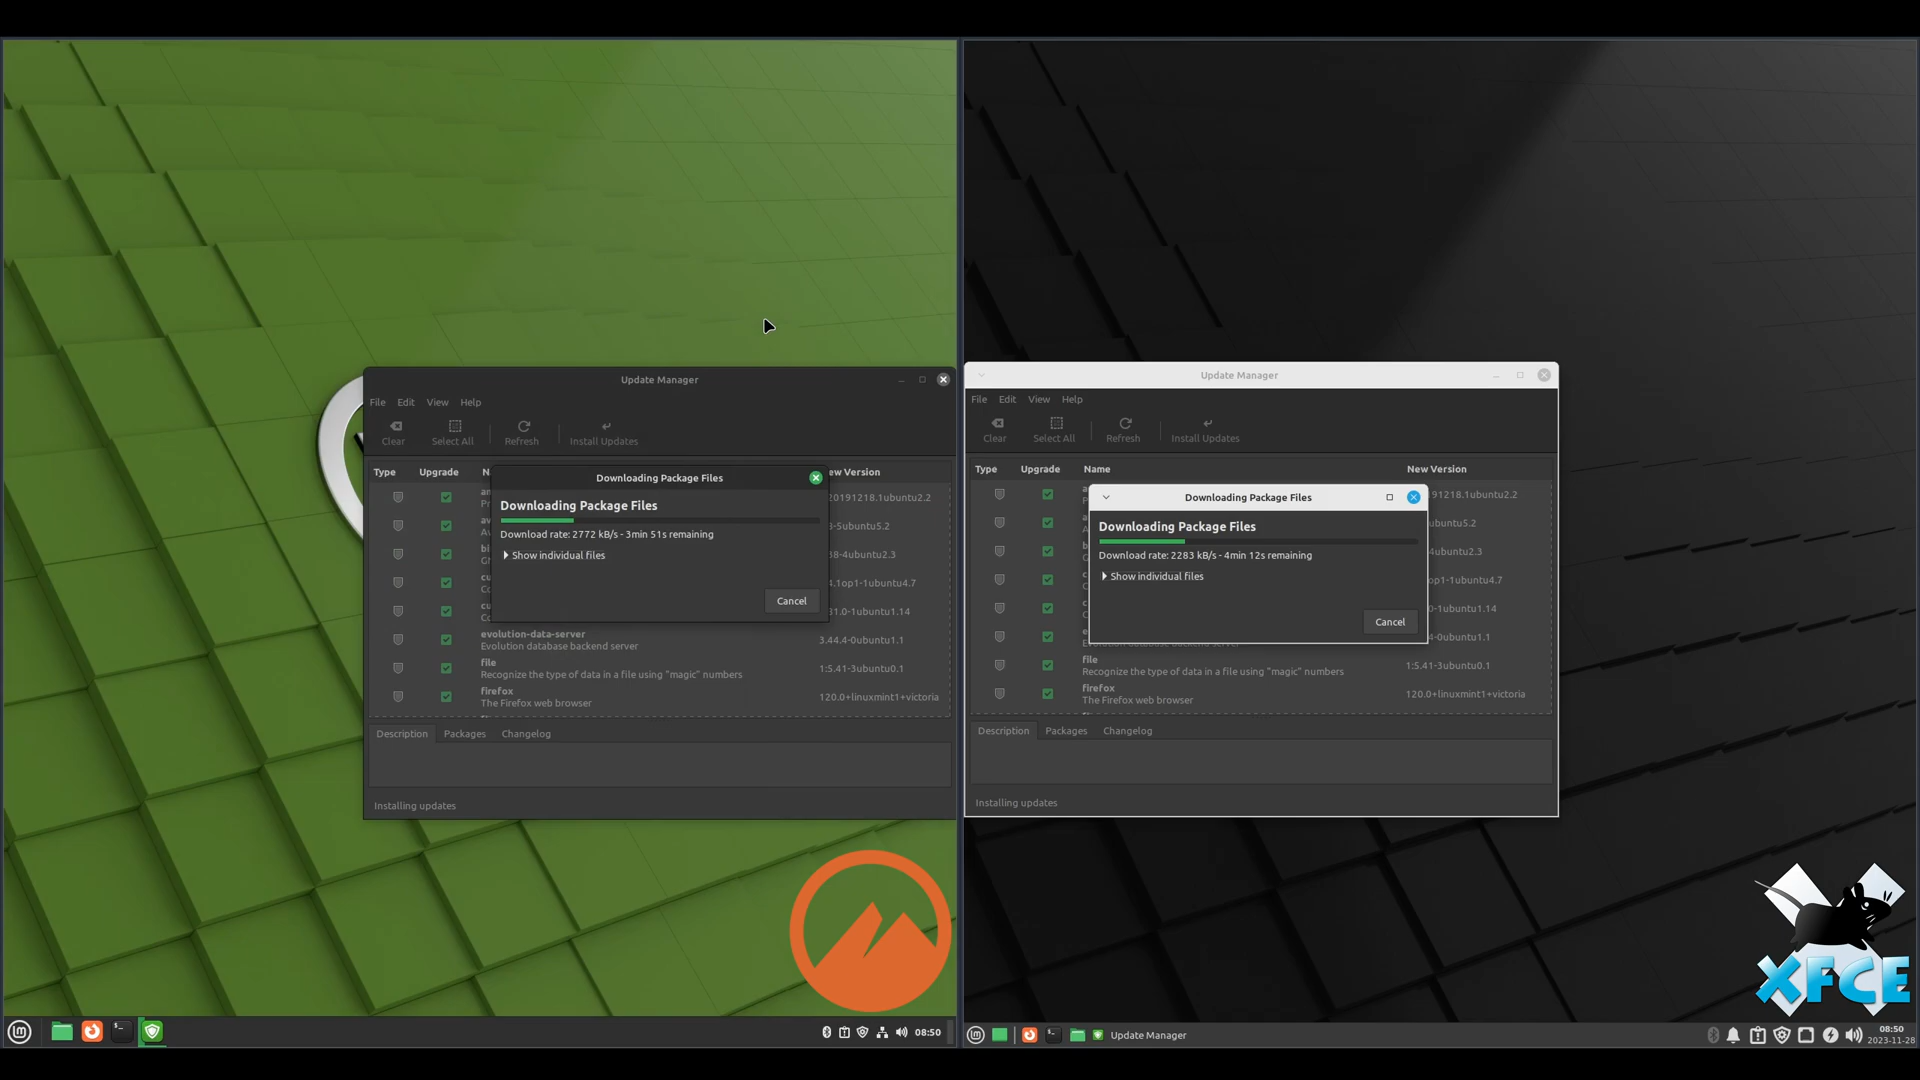 Update Manager
File Edit View Help
Clear Select All Refresh Install Updates
Type Upgrade N ew Version
20191218.1ubuntu2.2
3-5ubuntu5.2
38-4ubuntu2.3
4.1op1-1ubuntu4.7
31.0-1ubuntu1.14
evolution-data-server
Evolution database backend server
3.44.4-0ubuntu1.1
file
Recognize the type of data in a file using "magic" numbers
1:5.41-3ubuntu0.1
firefox
The Firefox web browser
120.0+linuxmint1+victoria
Description Packages Changelog
Installing updates
Downloading Package Files
Downloading Package Files
Download rate: 2772 kB/s - 3min 51s remaining
Show individual files
Cancel
08:50
Update Manager
File Edit View Help
Clear Select All Refresh Install Updates
Type Upgrade Name New Version
191218.1ubuntu2.2
ubuntu5.2
4ubuntu2.3
op1-1ubuntu4.7
0-1ubuntu1.14
4-0ubuntu1.1
file
Recognize the type of data in a file using "magic" numbers
1:5.41-3ubuntu0.1
firefox
The Firefox web browser
120.0+linuxmint1+victoria
Description Packages Changelog
Installing updates
Downloading Package Files
Downloading Package Files
Download rate: 2283 kB/s - 4min 12s remaining
Show individual files
Cancel
XFCE
Update Manager
08:50
2023-11-28